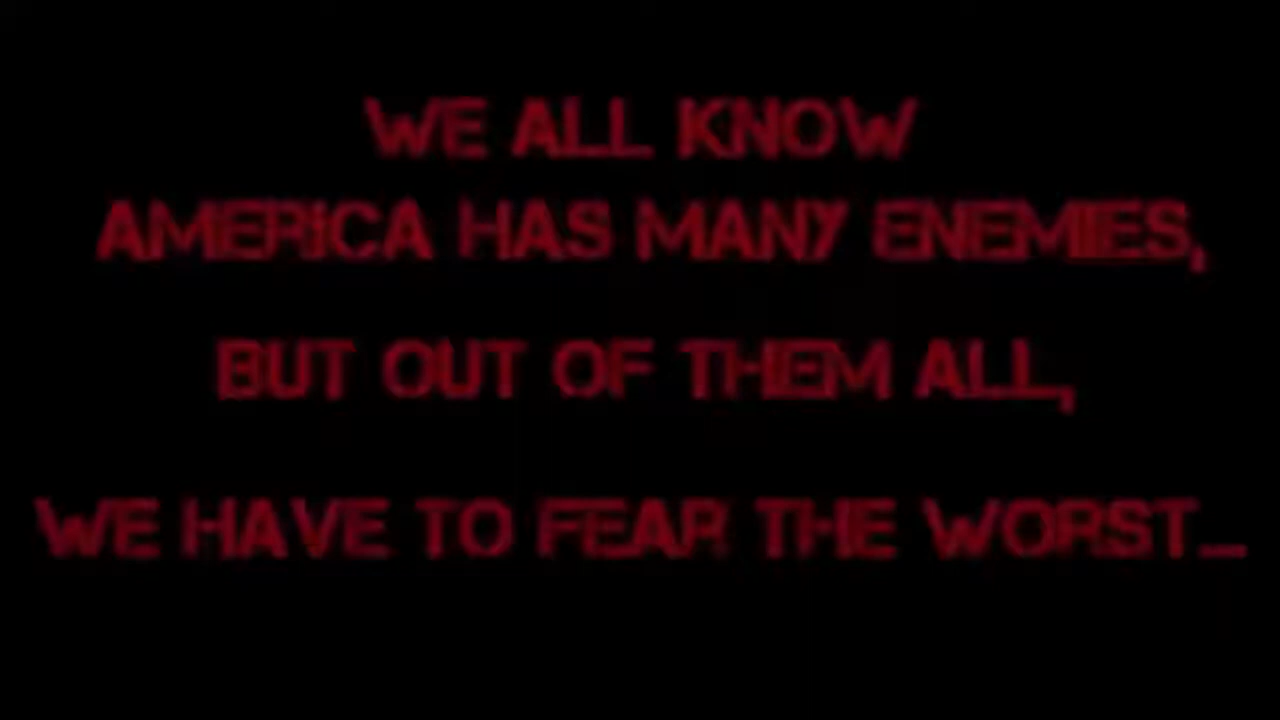 WE ALL KNOW
AMERICA HAS MANY ENEMIES,
BUT OUT OF THEM ALL,
WE HAVE TO FEAR THE WORST...